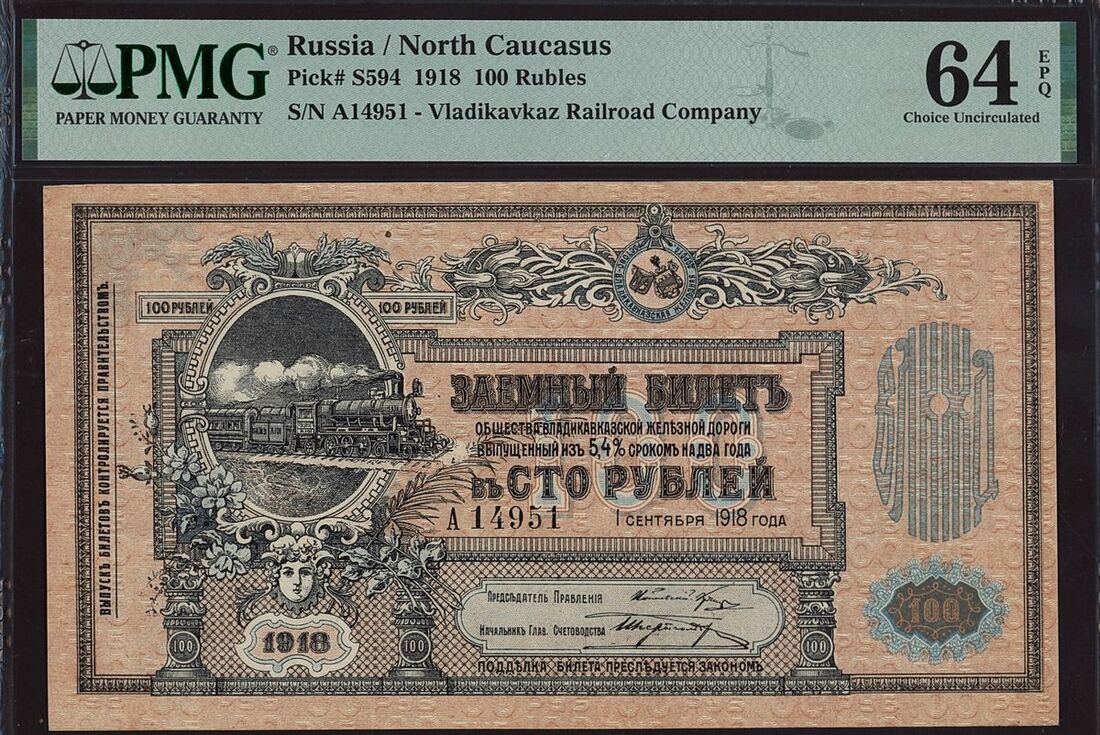 PMG®
PAPER MONEY GUARANTY
Russia / North Caucasus
Pick# S594 1918 100 Rubles
S/N A14951 - Vladikavkaz Railroad Company
64 EPQ
Choice Uncirculated
100 РУБЛЕЙ
100 РУБЛЕЙ
ВЫПУСКЪ БИЛЕТОВЪ КОНТРОЛИРУЕТСЯ ПРАВИТЕЛЬСТВОМЪ.
ЗАЕМНЫЙ БИЛЕТЪ
ОБЩЕСТВА ВЛАДИКАВКАЗСКОЙ ЖЕЛѢЗНОЙ ДОРОГИ
ВЫПУЩЕННЫЙ ИЗЪ 5,4% СРОКОМЪ НА ДВА ГОДА
ВЪ СТО РУБЛЕЙ
100
А 14951
1 СЕНТЯБРЯ 1918 ГОДА
ПРЕДСѢДАТЕЛЬ ПРАВЛЕНІЯ
НАЧАЛЬНИКЪ ГЛАВ. СЧЕТОВОДСТВА
ПОДДѢЛКА БИЛЕТА ПРЕСЛѢДУЕТСЯ ЗАКОНОМЪ
100
1918
100
100
100